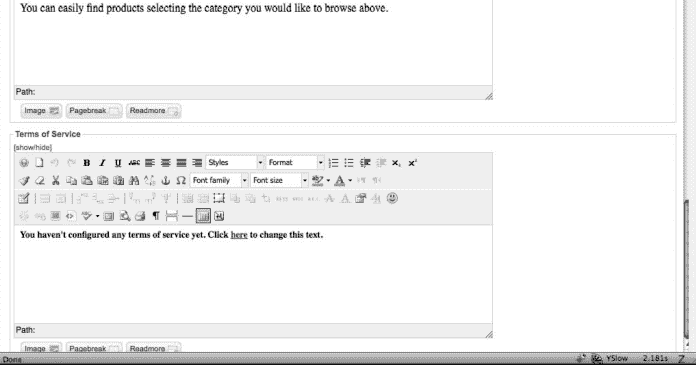 You can easily find products selecting the category you would like to browse above.
Path:
Image Pagebreak Readmore
Terms of Service
[show/hide]
B I U ABC Styles Format
Font family Font size
You haven't configured any terms of service yet. Click here to change this text.
Path:
Image Pagebreak Readmore
Done YSlow 2.181s